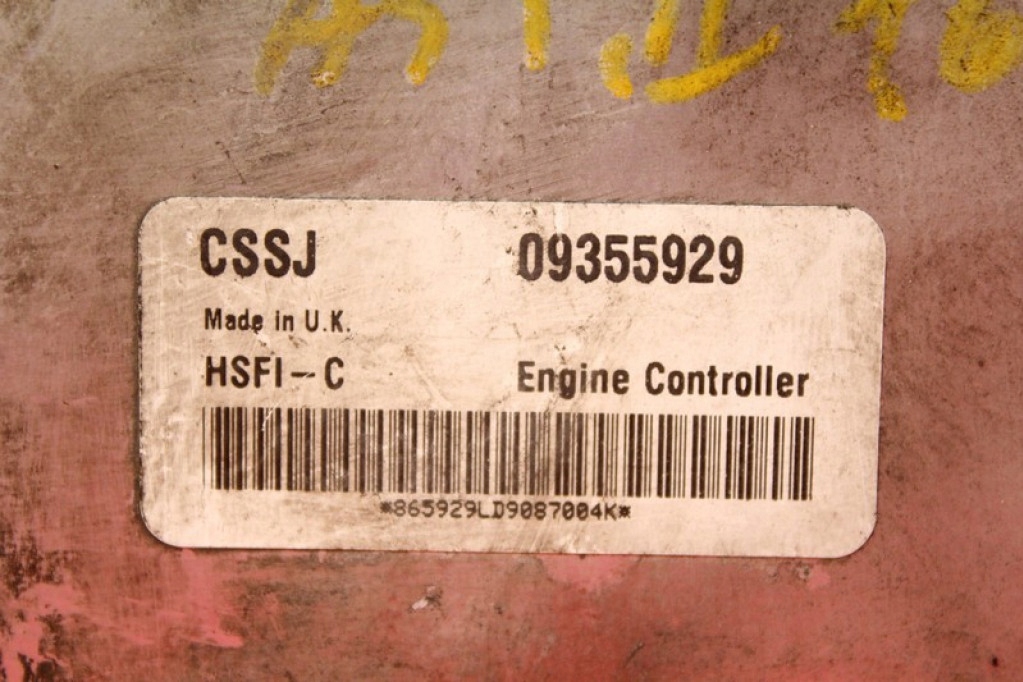 CSSJ 09355929
Made in U.K.
HSFI-C Engine Controller
*865929LD9087004K*